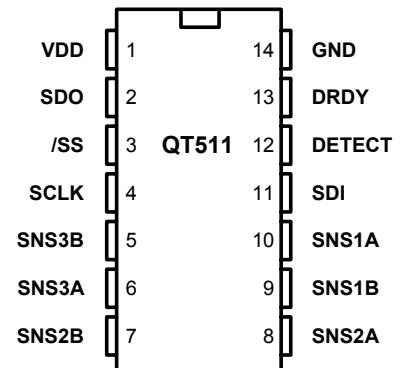 VDD 1 14 GND
SDO 2 13 DRDY
/SS 3 QT511 12 DETECT
SCLK 4 11 SDI
SNS3B 5 10 SNS1A
SNS3A 6 9 SNS1B
SNS2B 7 8 SNS2A